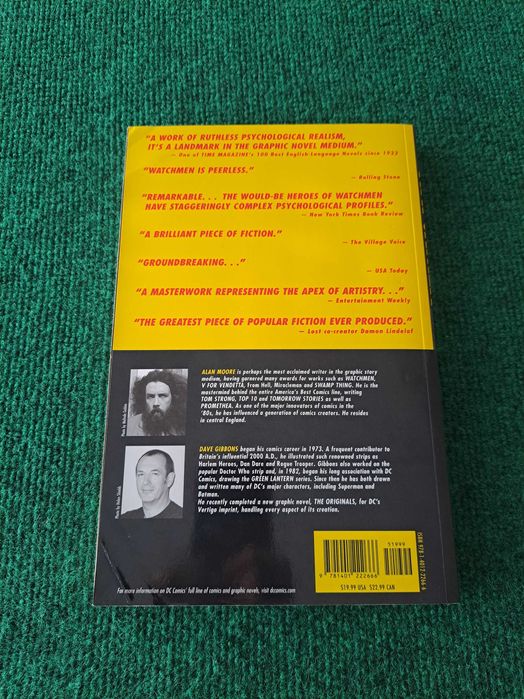 "A WORK OF RUTHLESS PSYCHOLOGICAL REALISM,
IT'S A LANDMARK IN THE GRAPHIC NOVEL MEDIUM."
— One of TIME MAGAZINE's 100 Best English-Language Novels since 1923
"WATCHMEN IS PEERLESS."
— Rolling Stone
"REMARKABLE. . . THE WOULD-BE HEROES OF WATCHMEN
HAVE STAGGERINGLY COMPLEX PSYCHOLOGICAL PROFILES."
— New York Times Book Review
"A BRILLIANT PIECE OF FICTION."
— The Village Voice
"GROUNDBREAKING. . ."
— USA Today
"A MASTERWORK REPRESENTING THE APEX OF ARTISTRY. . ."
— Entertainment Weekly
"THE GREATEST PIECE OF POPULAR FICTION EVER PRODUCED."
— Lost co-creator Damon Lindelof
ALAN MOORE is perhaps the most acclaimed writer in the graphic story
medium, having garnered many awards for works such as WATCHMEN,
V FOR VENDETTA, From Hell, Miracleman and SWAMP THING. He is the
mastermind behind the entire America's Best Comics line, writing
TOM STRONG, TOP 10 and TOMORROW STORIES as well as
PROMETHEA. As one of the major innovators of comics in the
'80s, he has influenced a generation of comics creators. He resides
in central England.
DAVE GIBBONS began his comics career in 1973. A frequent contributor to
Britain's influential 2000 A.D., he illustrated such renowned strips as
Harlem Heroes, Dan Dare and Rogue Trooper. Gibbons also worked on the
popular Doctor Who strip and, in 1982, began his long association with DC
Comics, drawing the GREEN LANTERN series. Since then he has both drawn
and written many of DC's major characters, including Superman and
Batman.
He recently completed a new graphic novel, THE ORIGINALS, for DC's
Vertigo imprint, handling every aspect of its creation.
51999
9 781401 222666
$19.99 USA $22.99 CAN
For more information on DC Comics' full line of comics and graphic novels, visit dccomics.com